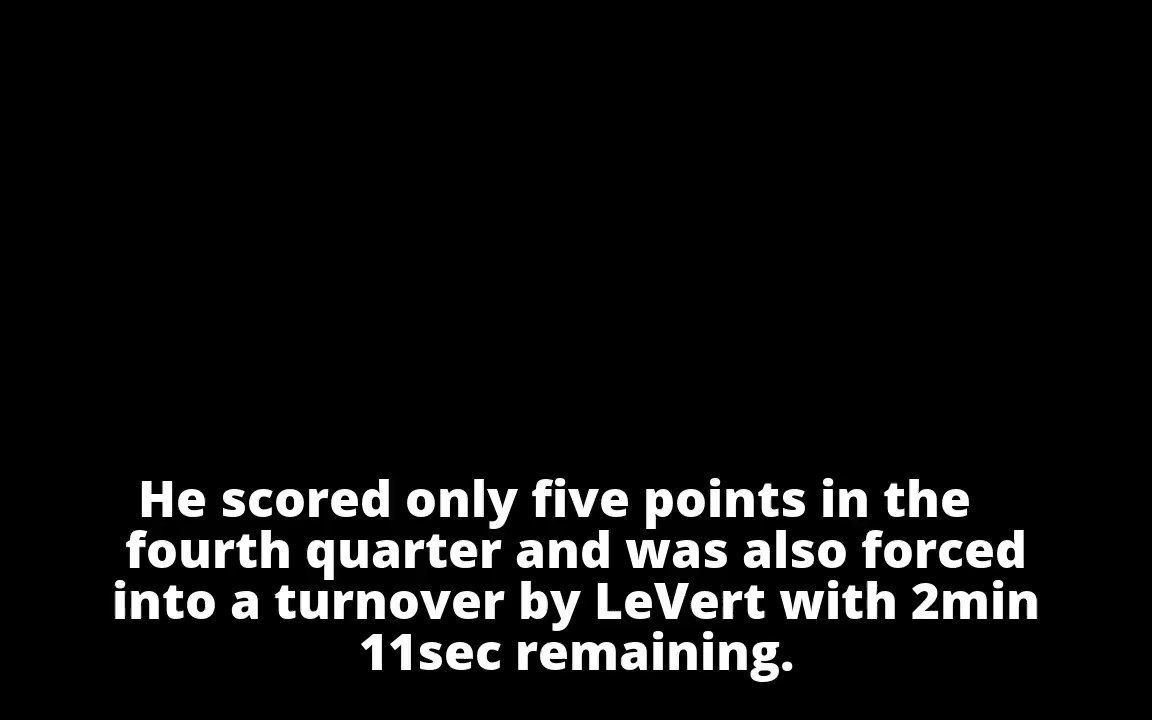 He scored only five points in the
fourth quarter and was also forced
into a turnover by LeVert with 2min
11sec remaining.